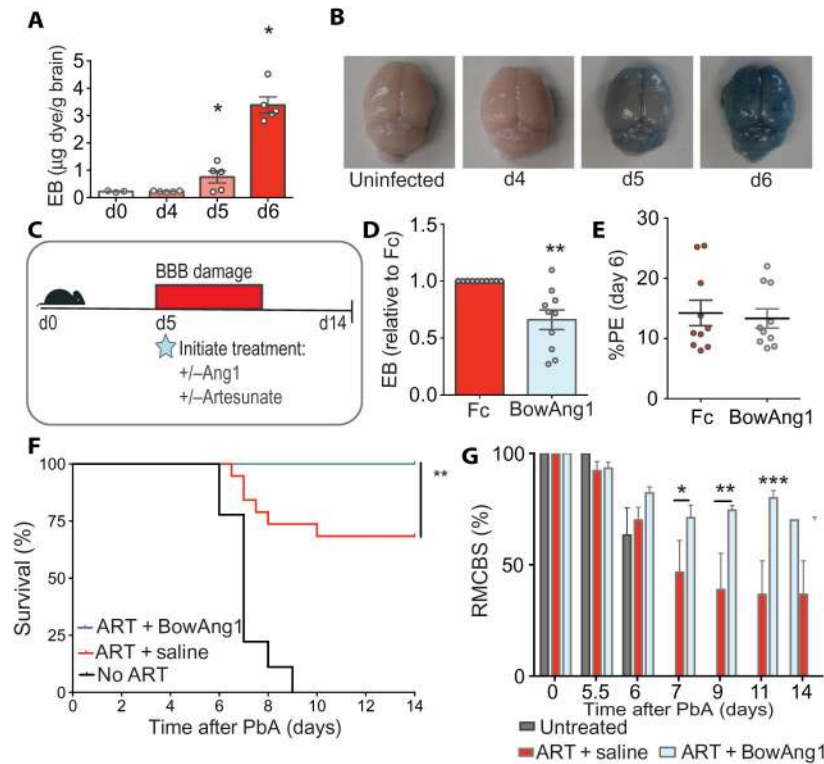 A
*
*
5
4
3
2
1
0
EB (µg dye/g brain)
d0 d4 d5 d6
B
Uninfected d4 d5 d6
C
BBB damage
d0 d5 d14
Initiate treatment:
+/–Ang1
+/–Artesunate
D
**
1.5
1.0
0.5
0.0
EB (relative to Fc)
Fc BowAng1
E
30
20
10
0
%PE (day 6)
Fc BowAng1
F
**
100
75
50
25
0
Survival (%)
ART + BowAng1
ART + saline
No ART
0 2 4 6 8 10 12 14
Time after PbA (days)
G
* ** ***
100
50
0
RMCBS (%)
0 5.5 6 7 9 11 14
Time after PbA (days)
Untreated
ART + saline ART + BowAng1